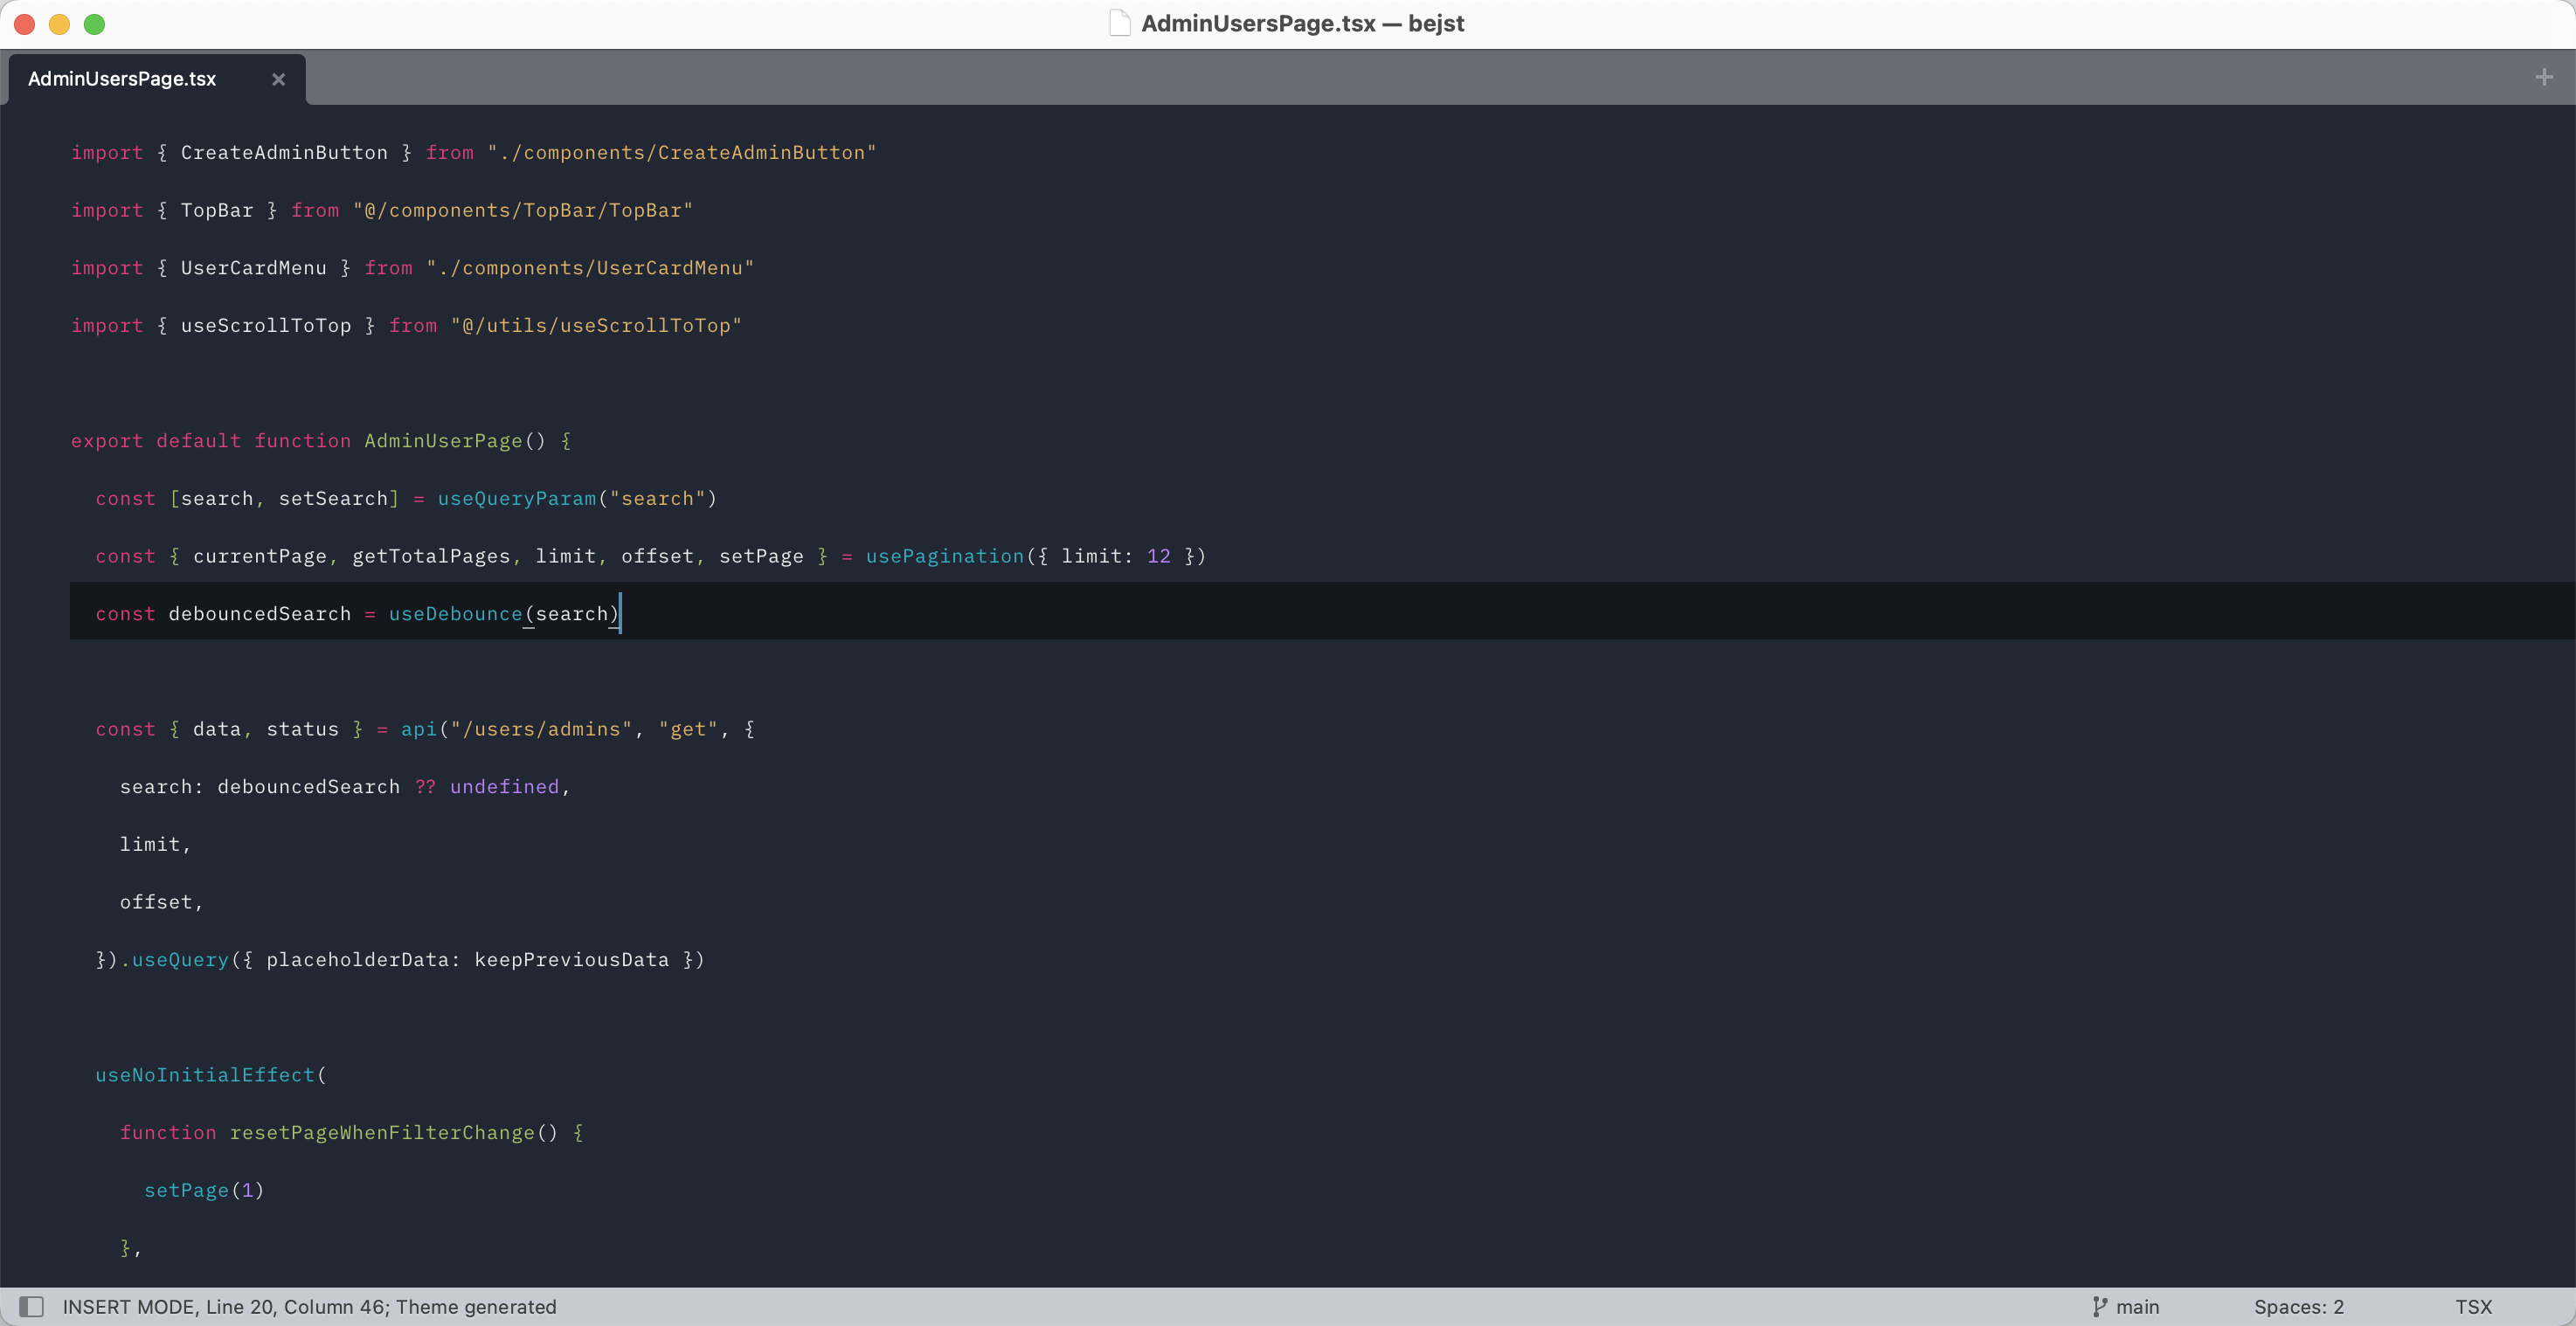 AdminUsersPage.tsx — bejst
AdminUsersPage.tsx
import { CreateAdminButton } from "./components/CreateAdminButton"
import { TopBar } from "@/components/TopBar/TopBar"
import { UserCardMenu } from "./components/UserCardMenu"
import { useScrollToTop } from "@/utils/useScrollToTop"
export default function AdminUserPage() {
const [search, setSearch] = useQueryParam("search")
const { currentPage, getTotalPages, limit, offset, setPage } = usePagination({ limit: 12 })
const debouncedSearch = useDebounce(search)
const { data, status } = api("/users/admins", "get", {
search: debouncedSearch ?? undefined,
limit,
offset,
}).useQuery({ placeholderData: keepPreviousData })
useNoInitialEffect(
function resetPageWhenFilterChange() {
setPage(1)
},
INSERT MODE, Line 20, Column 46; Theme generated
main
Spaces: 2
TSX